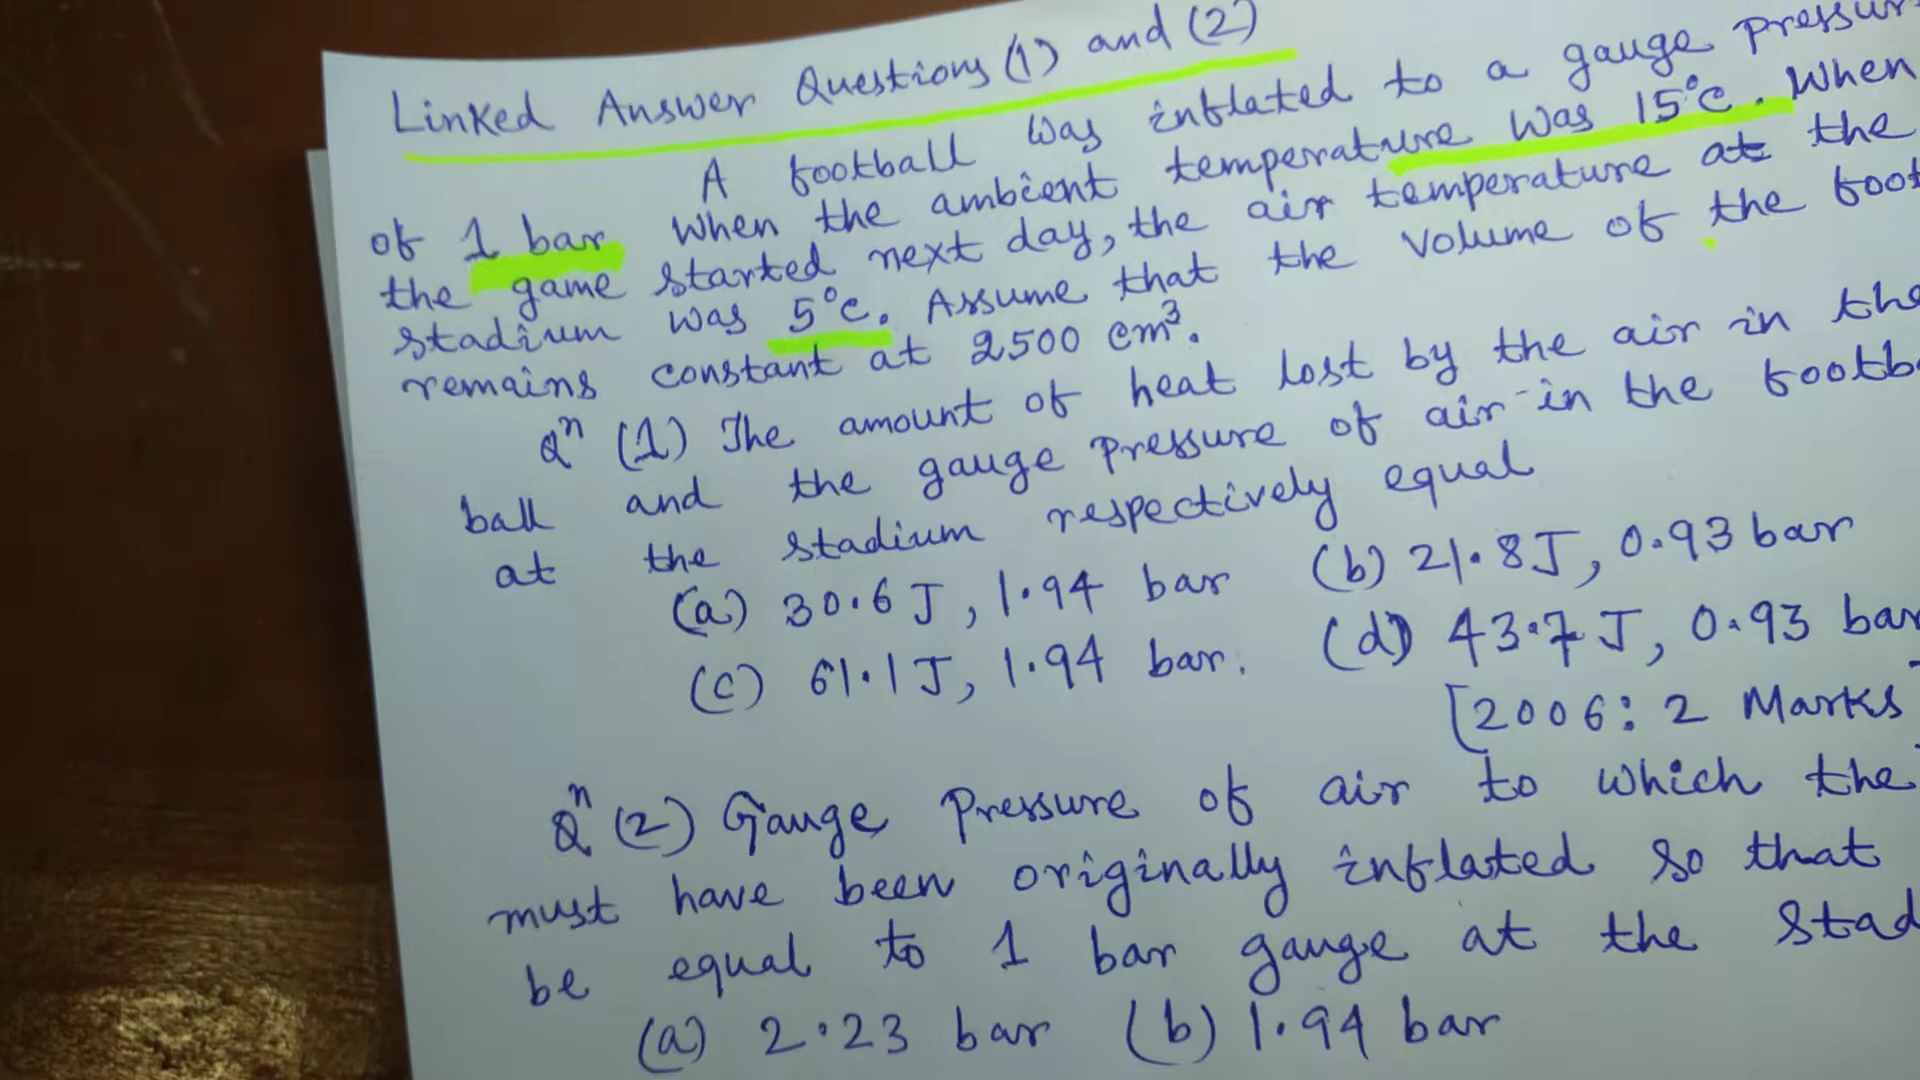 Linked Answer Questions (1) and (2)
A football was inflated to a gauge
of 1 bar when the ambient temperature was 15°C. When
the game started next day, the air temperature at the
stadium was 5°C. Assume that the volume of the
remains constant at 2500 cm³.
Qⁿ (1) The amount of heat lost by the air in the
ball and the gauge pressure of air in the
at the stadium respectively equal
(a) 30.6 J, 1.94 bar (b) 21.8 J, 0.93 bar
(c) 61.1 J, 1.94 bar. (d) 43.7 J, 0.93 bar
[2006: 2 Marks
Qⁿ (2) Gauge pressure of air to which the
must have been originally inflated so that
be equal to 1 bar gauge at the
(a) 2.23 bar (b) 1.94 bar